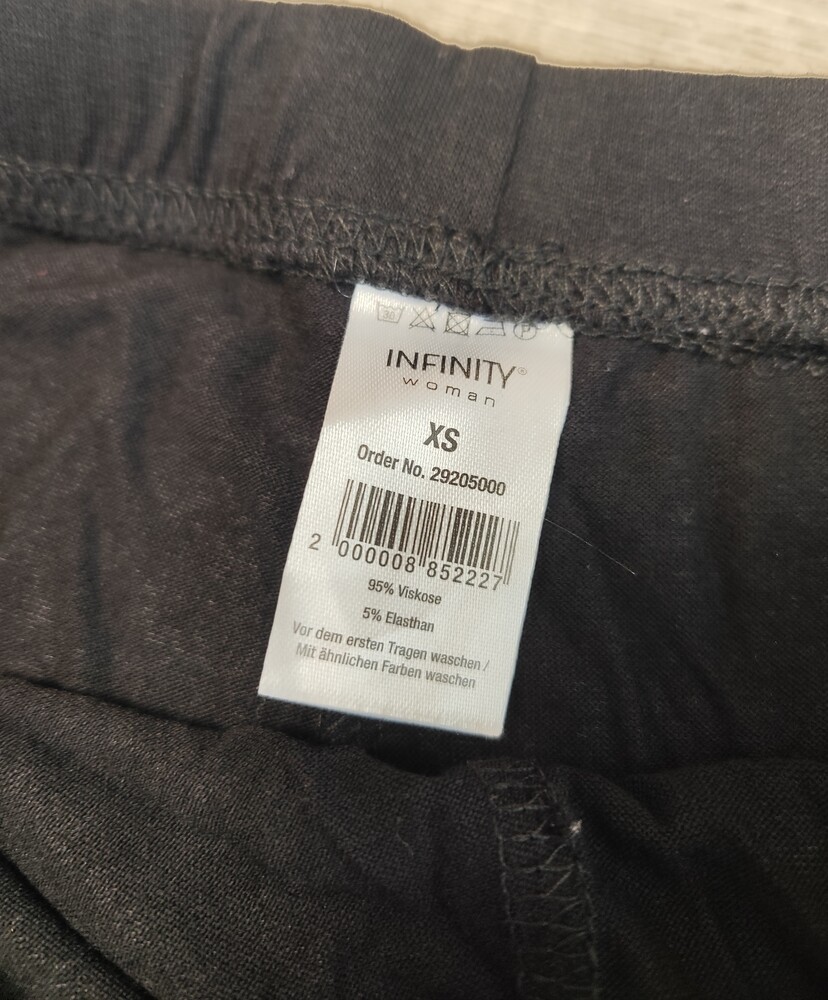 30
P
INFINITY®
woman
XS
Order No. 29205000
2 000008 852227
95% Viskose
5% Elasthan
Vor dem ersten Tragen waschen /
Mit ähnlichen Farben waschen